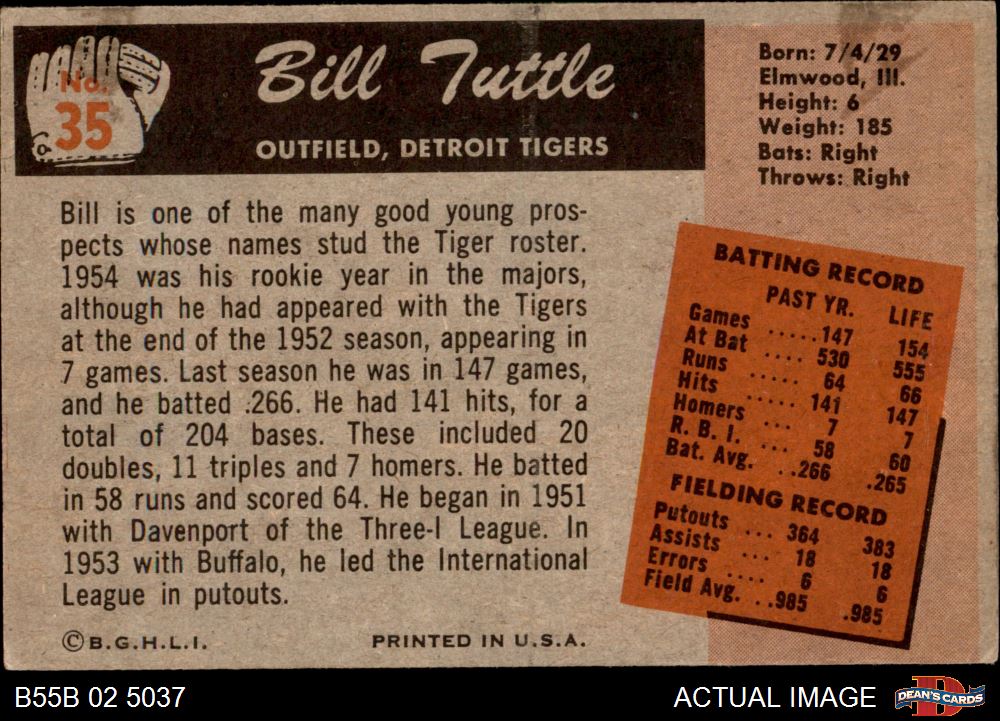 No.
35
Bill Tuttle
OUTFIELD, DETROIT TIGERS
Born: 7/4/29
Elmwood, Ill.
Height: 6
Weight: 185
Bats: Right
Throws: Right
Bill is one of the many good young pros-
pects whose names stud the Tiger roster.
1954 was his rookie year in the majors,
although he had appeared with the Tigers
at the end of the 1952 season, appearing in
7 games. Last season he was in 147 games,
and he batted .266. He had 141 hits, for a
total of 204 bases. These included 20
doubles, 11 triples and 7 homers. He batted
in 58 runs and scored 64. He began in 1951
with Davenport of the Three-I League. In
1953 with Buffalo, he led the International
League in putouts.
©B.G.H.L.I.
PRINTED IN U.S.A.
BATTING RECORD
PAST YR. LIFE
Games .....147 154
At Bat .... 530 555
Runs ..... 64 66
Hits ..... 141 147
Homers ... 7 7
R. B. I. ... 58 60
Bat. Avg. ..266 .265
FIELDING RECORD
Putouts ... 364 383
Assists ... 18 18
Errors .... 6 6
Field Avg. ..985 .985
B55B 02 5037
ACTUAL IMAGE
DEAN'S CARDS